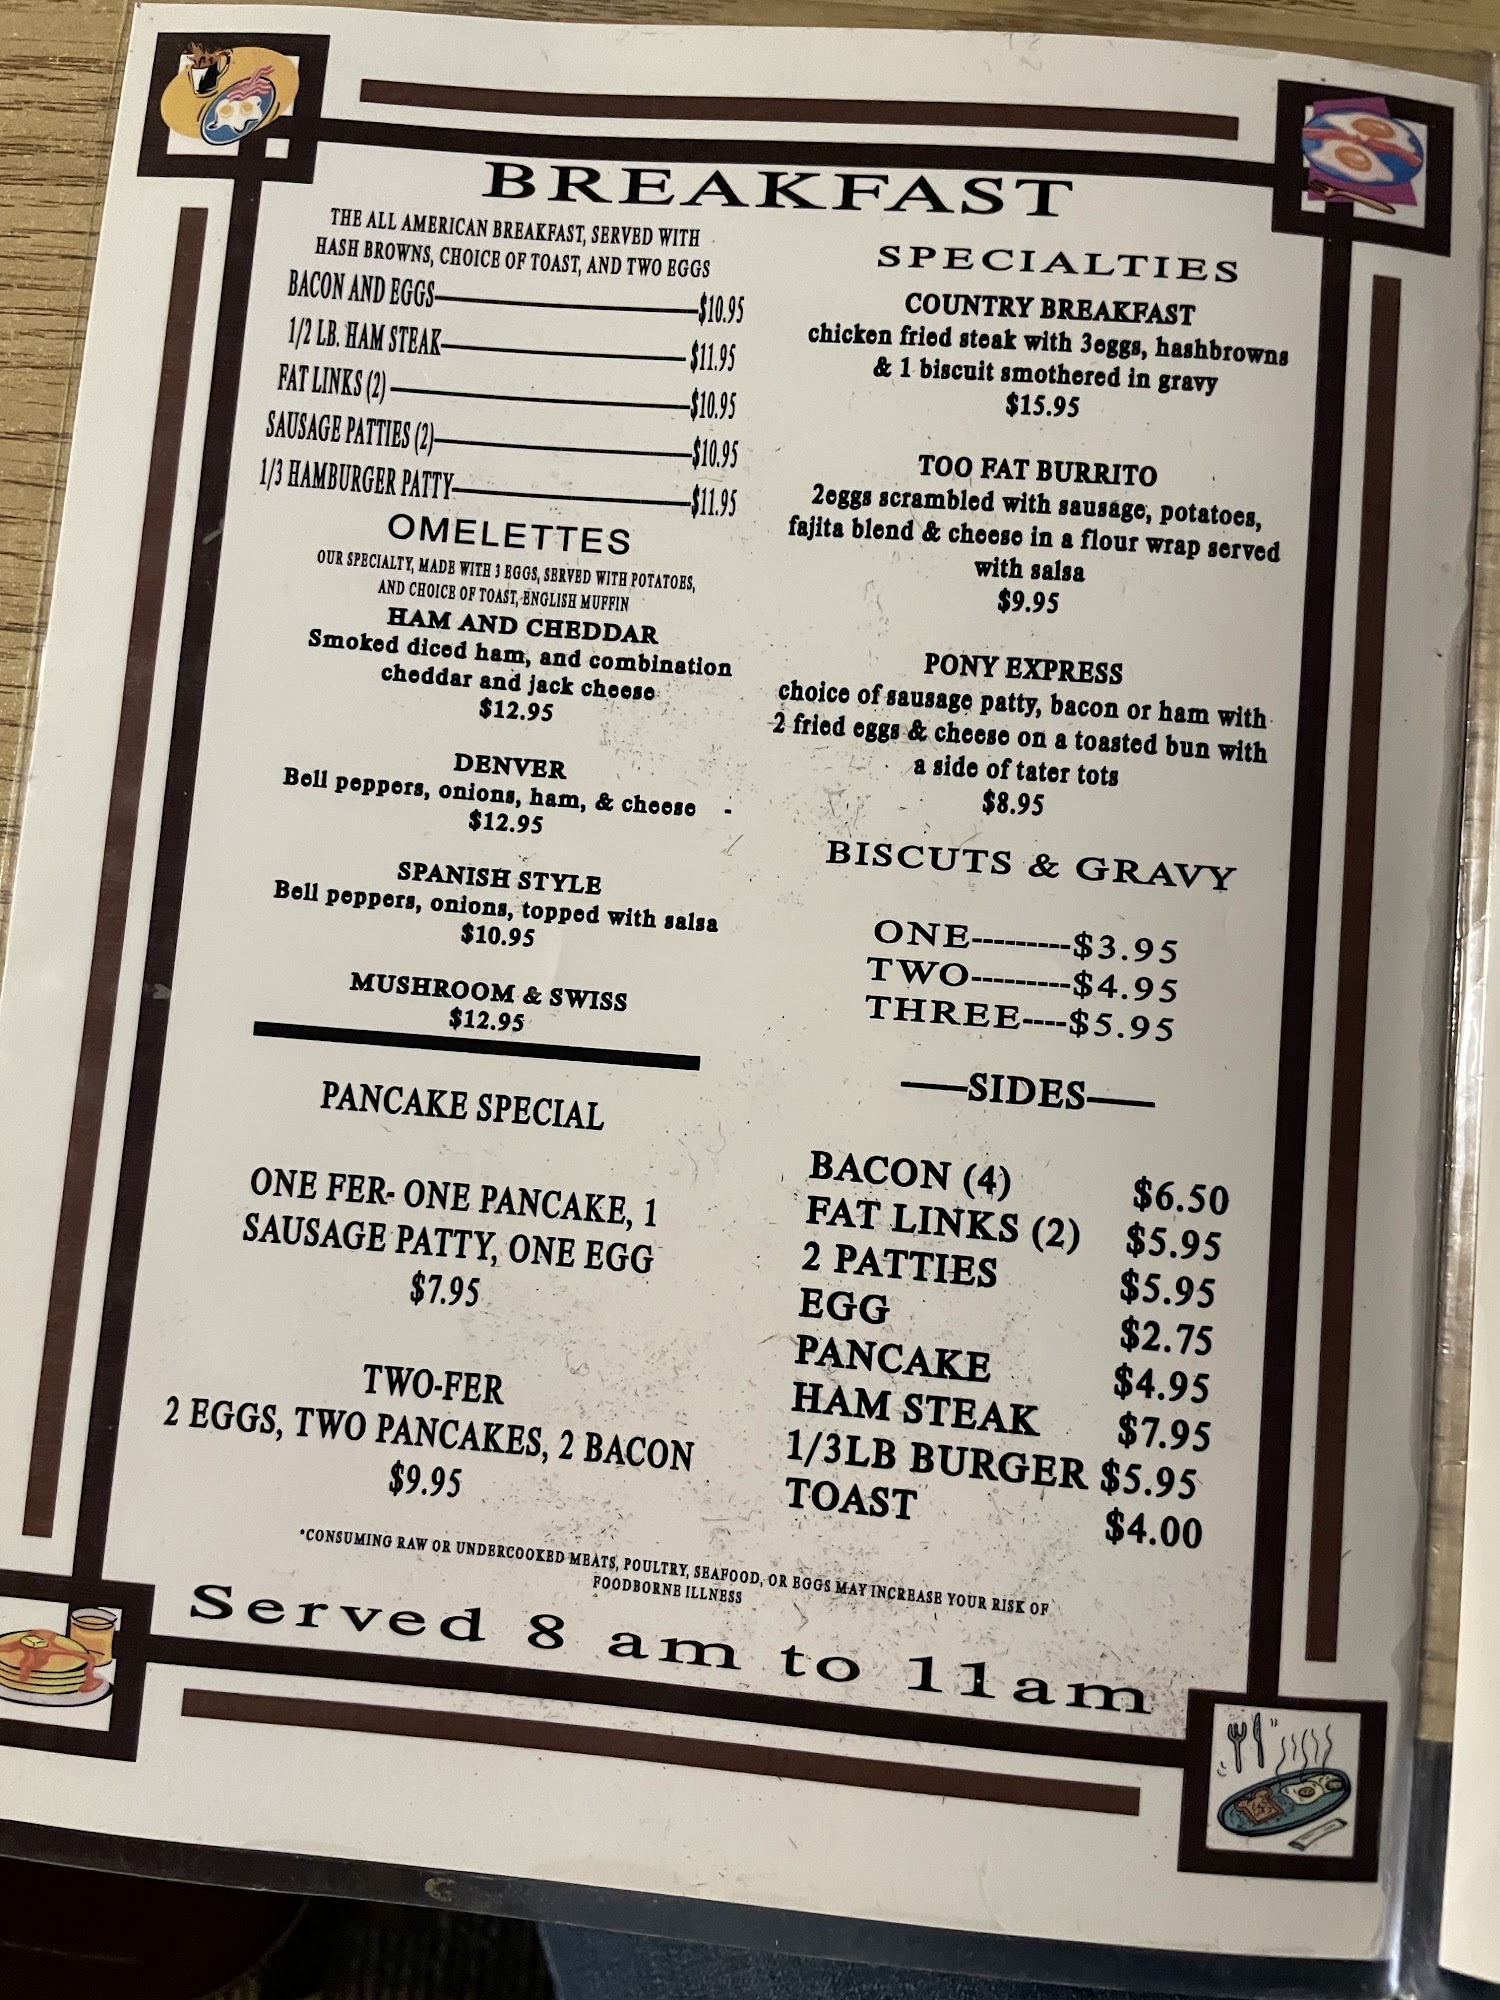 BREAKFAST
THE ALL AMERICAN BREAKFAST, SERVED WITH
HASH BROWNS, CHOICE OF TOAST, AND TWO EGGS
BACON AND EGGS $10.95
1/2 LB. HAM STEAK $11.95
FAT LINKS (2) $10.95
SAUSAGE PATTIES (2) $10.95
1/3 HAMBURGER PATTY $11.95
OMELETTES
OUR SPECIALTY, MADE WITH 3 EGGS, SERVED WITH POTATOES,
AND CHOICE OF TOAST, ENGLISH MUFFIN
HAM AND CHEDDAR
Smoked diced ham, and combination
cheddar and jack cheese
$12.95
DENVER
Bell peppers, onions, ham, & cheese -
$12.95
SPANISH STYLE
Bell peppers, onions, topped with salsa
$10.95
MUSHROOM & SWISS
$12.95
PANCAKE SPECIAL
ONE FER- ONE PANCAKE, 1
SAUSAGE PATTY, ONE EGG
$7.95
TWO-FER
2 EGGS, TWO PANCAKES, 2 BACON
$9.95
SPECIALTIES
COUNTRY BREAKFAST
chicken fried steak with 3eggs, hashbrowns
& 1 biscuit smothered in gravy
$15.95
TOO FAT BURRITO
2eggs scrambled with sausage, potatoes,
fajita blend & cheese in a flour wrap served
with salsa
$9.95
PONY EXPRESS
choice of sausage patty, bacon or ham with
2 fried eggs & cheese on a toasted bun with
a side of tater tots
$8.95
BISCUTS & GRAVY
ONE---------$3.95
TWO---------$4.95
THREE----$5.95
—SIDES—
BACON (4) $6.50
FAT LINKS (2) $5.95
2 PATTIES $5.95
EGG $2.75
PANCAKE $4.95
HAM STEAK $7.95
1/3LB BURGER $5.95
TOAST $4.00
*CONSUMING RAW OR UNDERCOOKED MEATS, POULTRY, SEAFOOD, OR EGGS MAY INCREASE YOUR RISK OF
FOODBORNE ILLNESS
Served 8 am to 11am